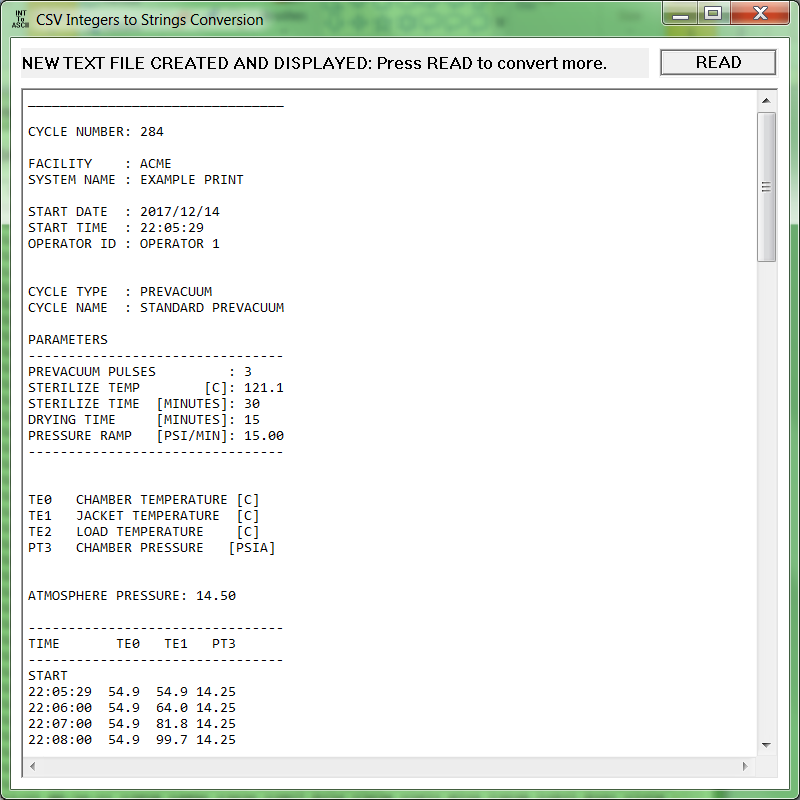 INT To ASCII
CSV Integers to Strings Conversion
NEW TEXT FILE CREATED AND DISPLAYED: Press READ to convert more.
READ
________________________________
CYCLE NUMBER: 284
FACILITY    : ACME
SYSTEM NAME : EXAMPLE PRINT
START DATE  : 2017/12/14
START TIME  : 22:05:29
OPERATOR ID : OPERATOR 1
CYCLE TYPE  : PREVACUUM
CYCLE NAME  : STANDARD PREVACUUM
PARAMETERS
--------------------------------
PREVACUUM PULSES         : 3
STERILIZE TEMP        [C]: 121.1
STERILIZE TIME  [MINUTES]: 30
DRYING TIME     [MINUTES]: 15
PRESSURE RAMP   [PSI/MIN]: 15.00
--------------------------------
TE0   CHAMBER TEMPERATURE [C]
TE1   JACKET TEMPERATURE  [C]
TE2   LOAD TEMPERATURE    [C]
PT3   CHAMBER PRESSURE   [PSIA]
ATMOSPHERE PRESSURE: 14.50
--------------------------------
TIME       TE0   TE1   PT3
--------------------------------
START
22:05:29  54.9  54.9 14.25
22:06:00  54.9  64.0 14.25
22:07:00  54.9  81.8 14.25
22:08:00  54.9  99.7 14.25